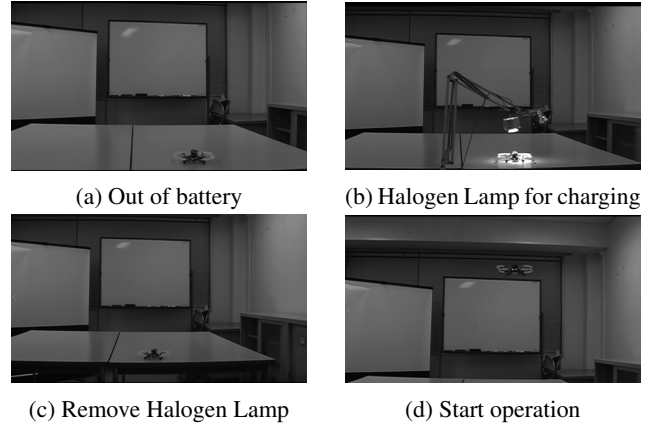 (a) Out of battery
(b) Halogen Lamp for charging
(c) Remove Halogen Lamp
(d) Start operation